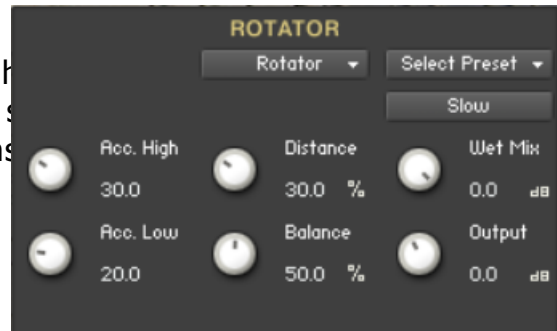 ROTATOR
Rotator Select Preset
Slow
Acc. High Distance Wet Mix
30.0 30.0 % 0.0 dB
Acc. Low Balance Output
20.0 50.0 % 0.0 dB